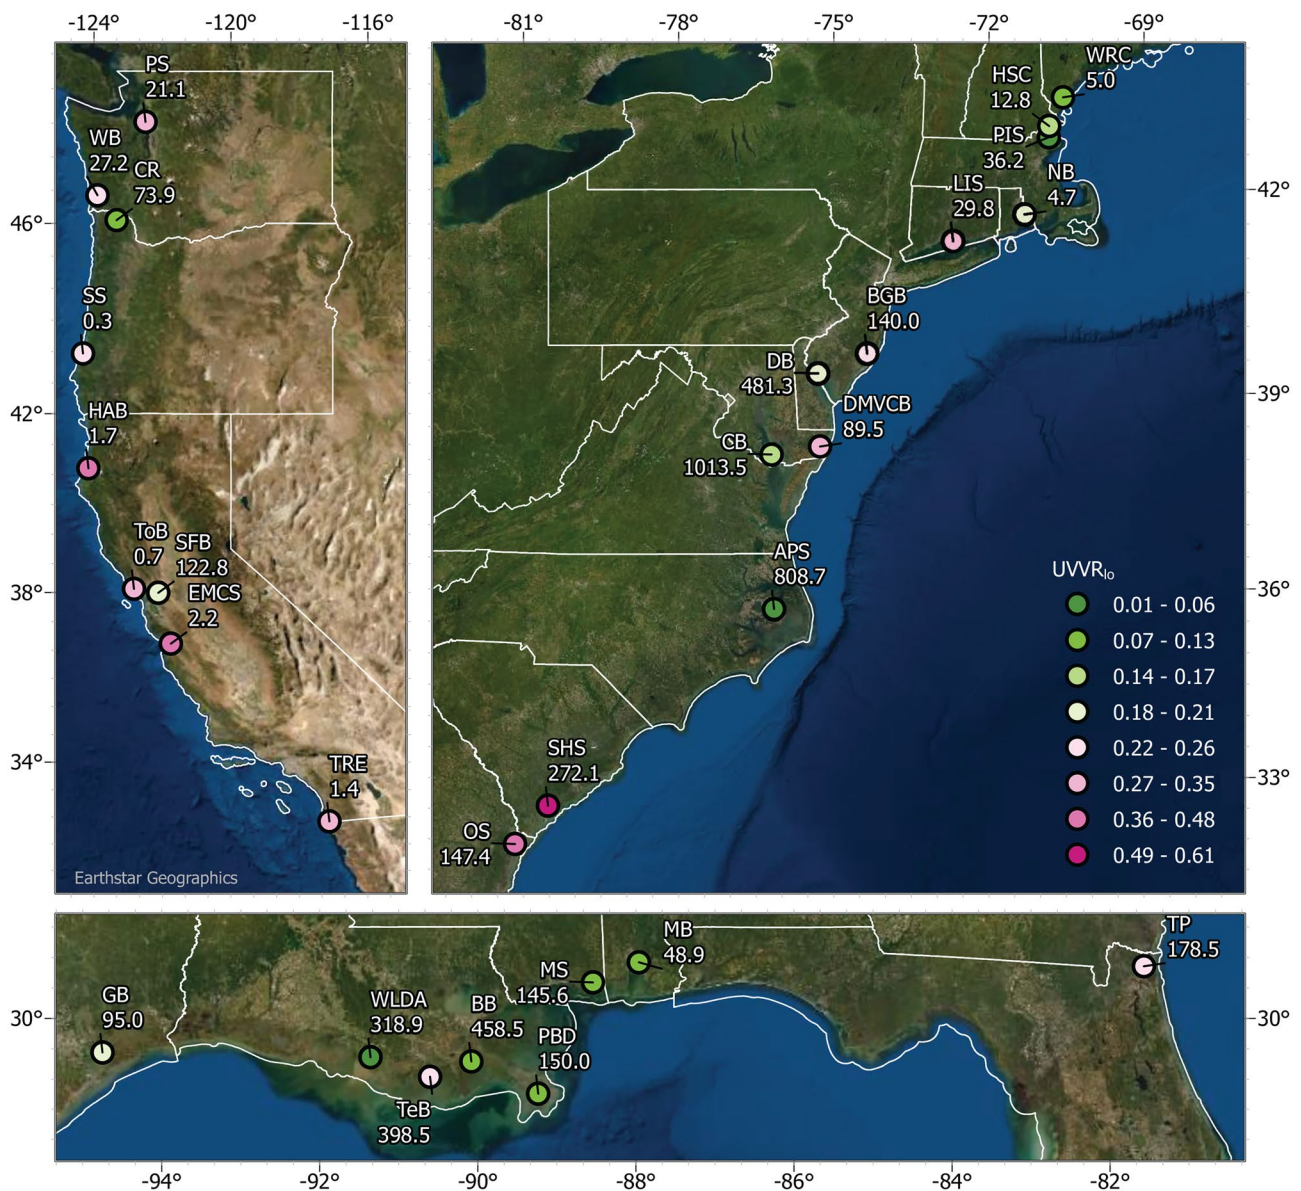 -124°
-120°
-116°
-81°
-78°
-75°
-72°
-69°
PS
21.1
WB
27.2
CR
73.9
46°
SS
0.3
42°
HAB
1.7
ToB
0.7
SFB
122.8
EMCS
2.2
38°
34°
TRE
1.4
Earthstar Geographics
WRC
5.0
HSC
12.8
PIS
36.2
NB
4.7
LIS
29.8
42°
BGB
140.0
DB
481.3
39°
DMVCB
89.5
CB
1013.5
APS
808.7
36°
SHS
272.1
OS
147.4
33°
UVVRlo
0.01 - 0.06
0.07 - 0.13
0.14 - 0.17
0.18 - 0.21
0.22 - 0.26
0.27 - 0.35
0.36 - 0.48
0.49 - 0.61
GB
95.0
WLDA
318.9
TeB
398.5
BB
458.5
MS
145.6
PBD
150.0
MB
48.9
TP
178.5
30°
30°
-94°
-92°
-90°
-88°
-86°
-84°
-82°